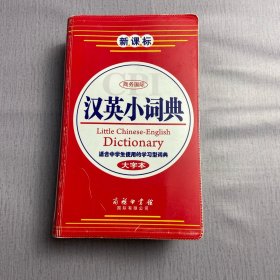 新课标
商务国际
汉英小词典
Little Chinese-English
Dictionary
适合中学生使用的学习型词典
大字本
商务印书馆
国际有限公司